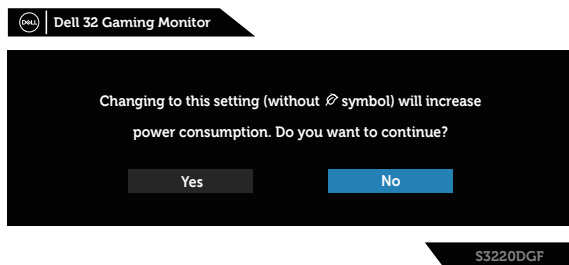 DELL
Dell 32 Gaming Monitor
Changing to this setting (without symbol) will increase
power consumption. Do you want to continue?
Yes
No
S3220DGF